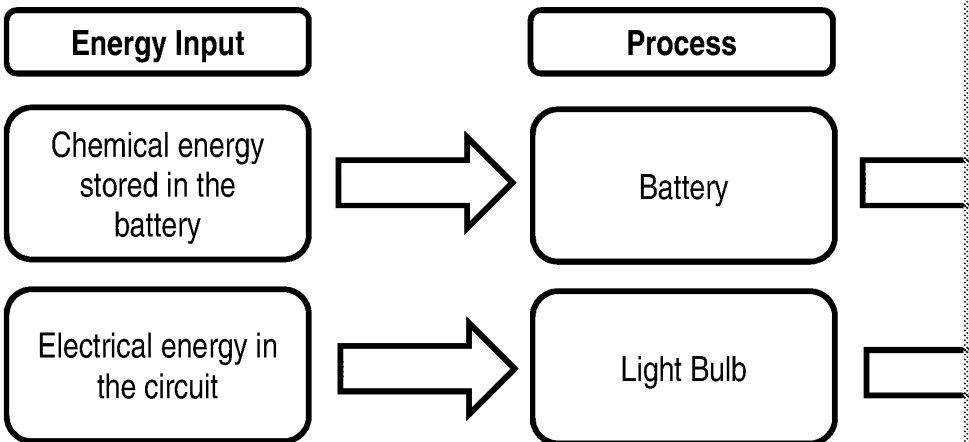 Energy Input
Process
Chemical energy
stored in the
battery
Battery
Electrical energy in
the circuit
Light Bulb